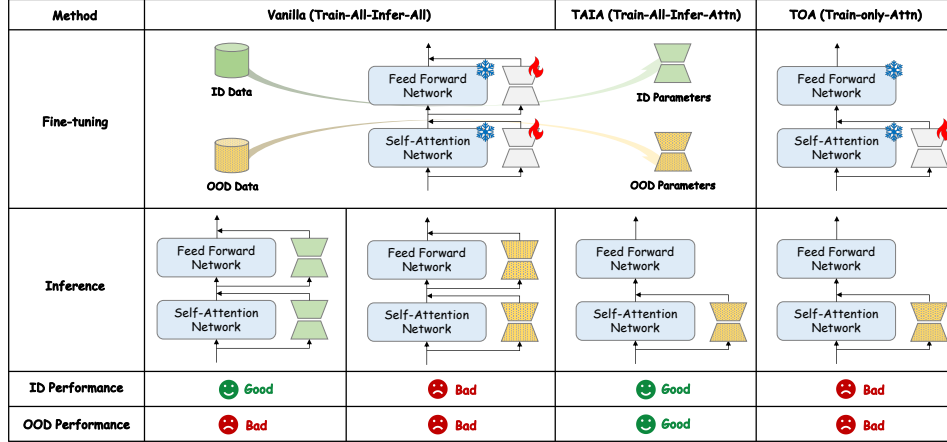 Method
Vanilla (Train-All-Infer-All)
TAIA (Train-All-Infer-Attn)
TOA (Train-only-Attn)
Fine-tuning
ID Data
OOD Data
Feed Forward
Network
Self-Attention
Network
ID Parameters
OOD Parameters
Feed Forward
Network
Self-Attention
Network
Inference
Feed Forward
Network
Self-Attention
Network
Feed Forward
Network
Self-Attention
Network
Feed Forward
Network
Self-Attention
Network
Feed Forward
Network
Self-Attention
Network
ID Performance
Good
Bad
Good
Bad
OOD Performance
Bad
Bad
Good
Bad